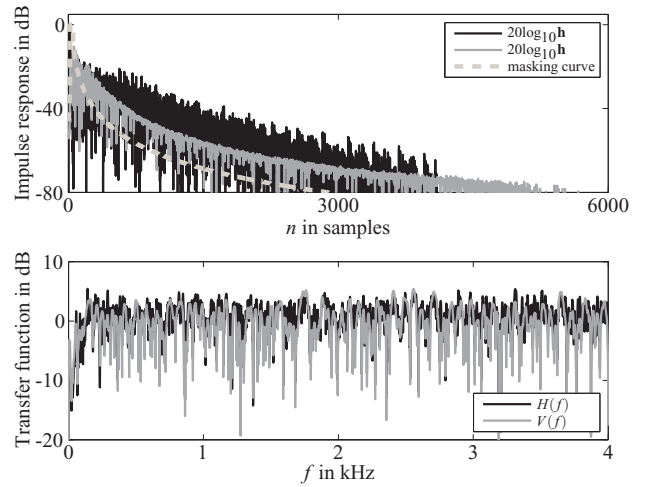 Impulse response in dB
0
-40
-80
20log10h
20log10h
masking curve
0
3000
6000
n in samples
Transfer function in dB
10
0
-10
-20
H(f)
V(f)
0
1
2
3
4
f in kHz